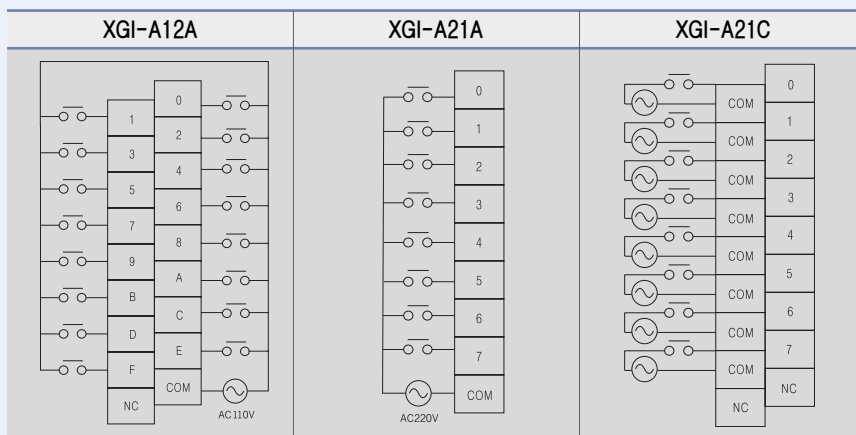 XGI-A12A
XGI-A21A
XGI-A21C
0
1
2
3
4
5
6
7
8
9
A
B
C
D
E
F
COM
NC
AC110V
0
1
2
3
4
5
6
7
COM
AC220V
0
COM
1
COM
2
COM
3
COM
4
COM
5
COM
6
COM
7
COM
NC
NC